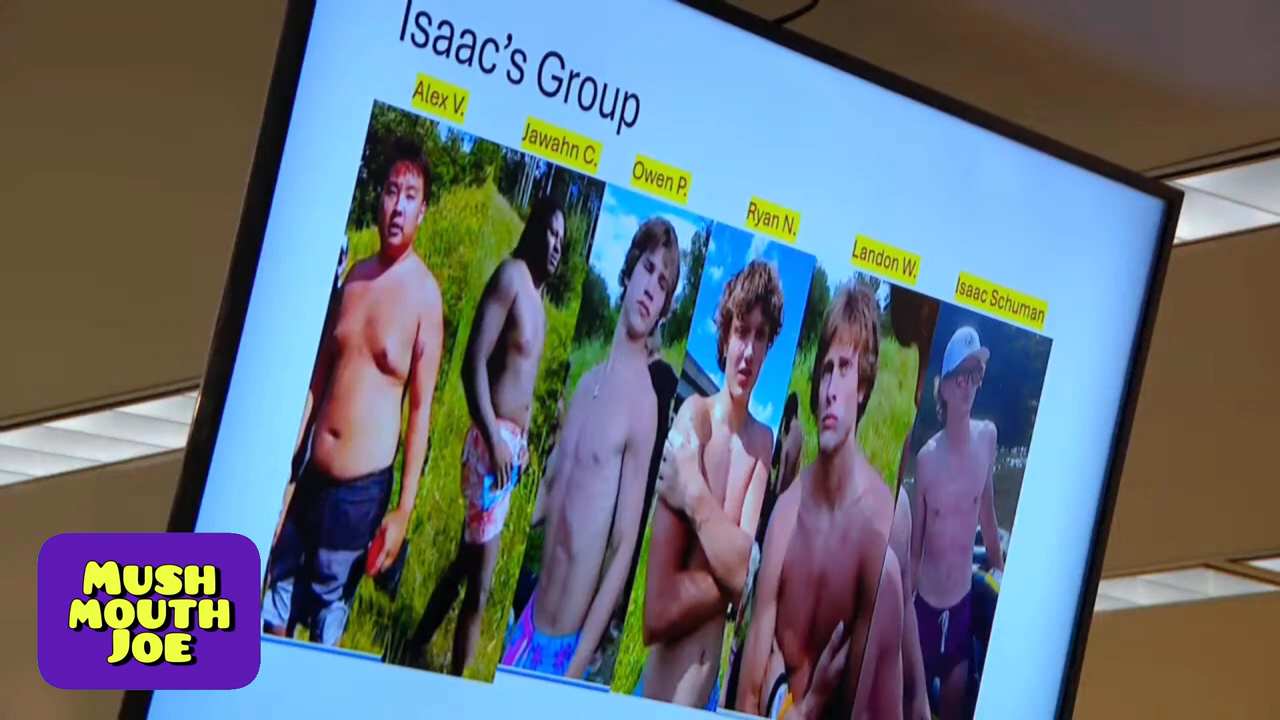 Isaac's Group
Alex V.
Jawahn C.
Owen P.
Ryan N.
Landon W.
Isaac Schuman
MUSH
MOUTH
JOE